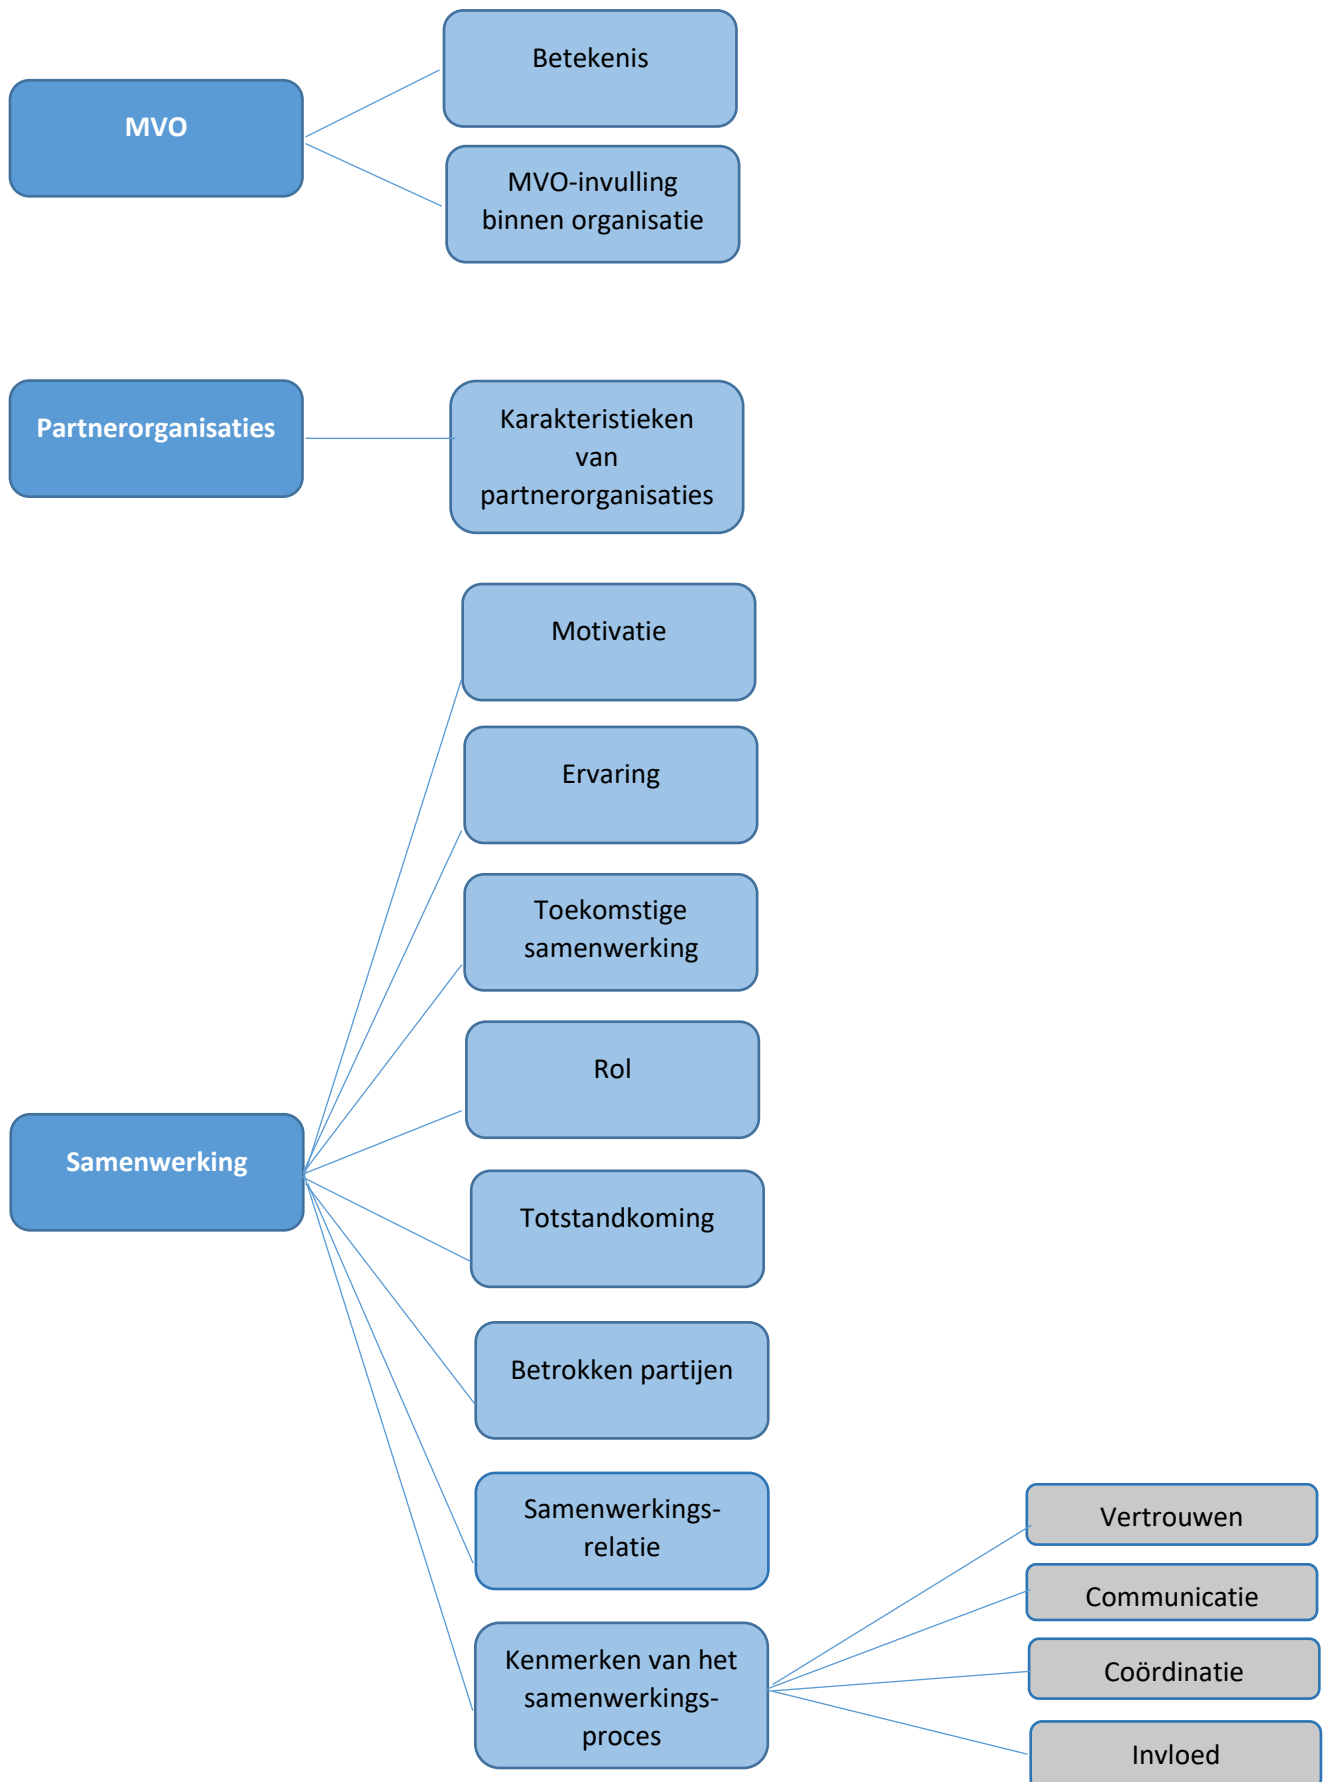 MVO
Betekenis
MVO-invulling
binnen organisatie
Partnerorganisaties
Karakteristieken
van
partnerorganisaties
Samenwerking
Motivatie
Ervaring
Toekomstige
samenwerking
Rol
Totstandkoming
Betrokken partijen
Samenwerkings-
relatie
Kenmerken van het
samenwerkings-
proces
Vertrouwen
Communicatie
Coördinatie
Invloed